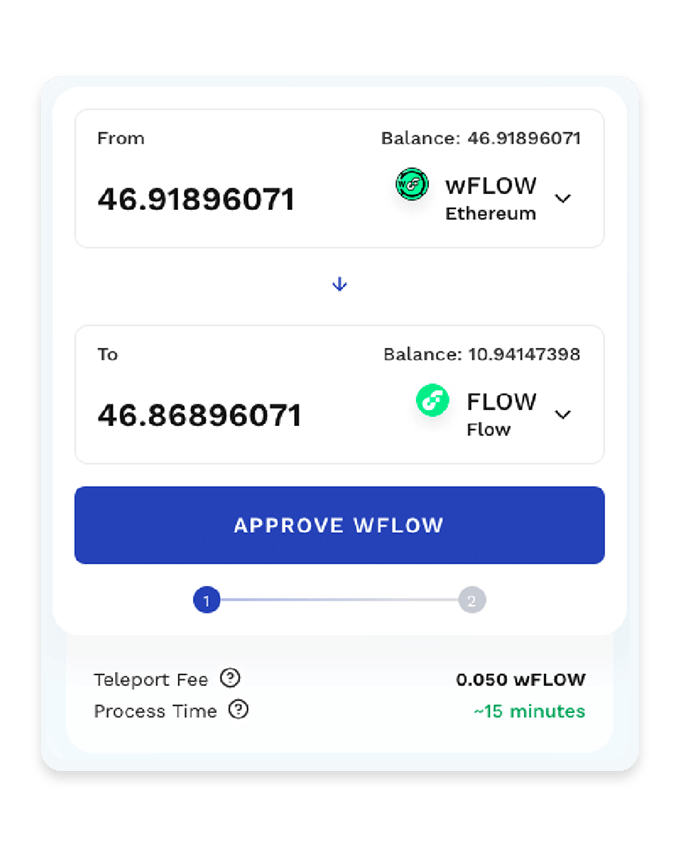 From Balance: 46.91896071
46.91896071 wFLOW
Ethereum
To Balance: 10.94147398
46.86896071 FLOW
Flow
APPROVE WFLOW
1 2
Teleport Fee ? 0.050 wFLOW
Process Time ? ~15 minutes